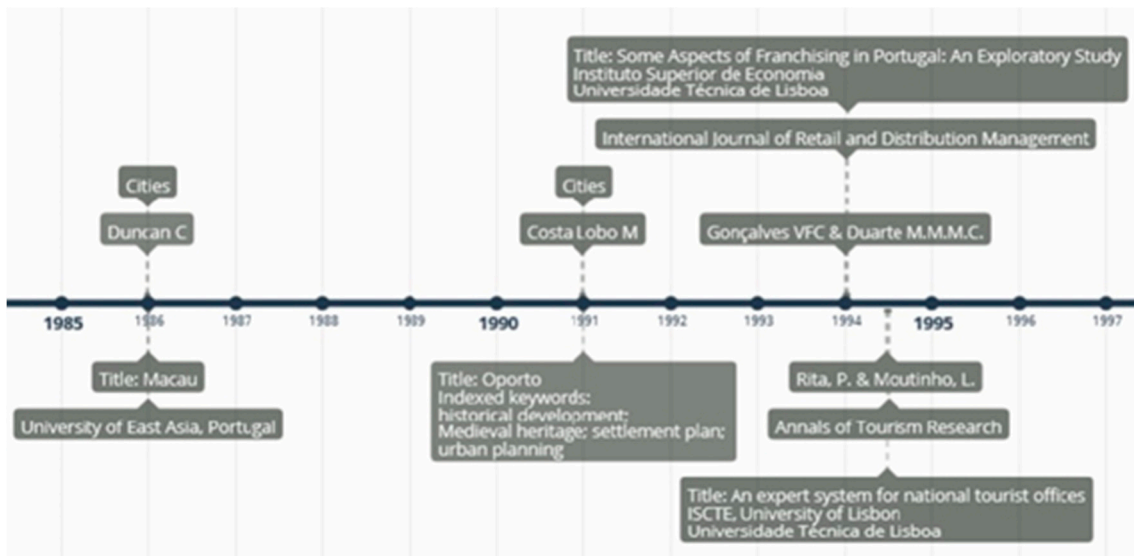 Title: Some Aspects of Franchising in Portugal: An Exploratory Study
Instituto Superior de Economia
Universidade Técnica de Lisboa
International Journal of Retail and Distribution Management
Cities
Cities
Duncan C
Costa Lobo M
Gonçalves VFC & Duarte M.M.M.C.
1985
1986
1987
1988
1989
1990
1991
1992
1993
1994
1995
1996
1997
Title: Macau
University of East Asia, Portugal
Title: Oporto
Indexed keywords:
historical development;
Medieval heritage; settlement plan;
urban planning
Rita, P. & Moutinho, L.
Annals of Tourism Research
Title: An expert system for national tourist offices
ISCTE, University of Lisbon
Universidade Técnica de Lisboa